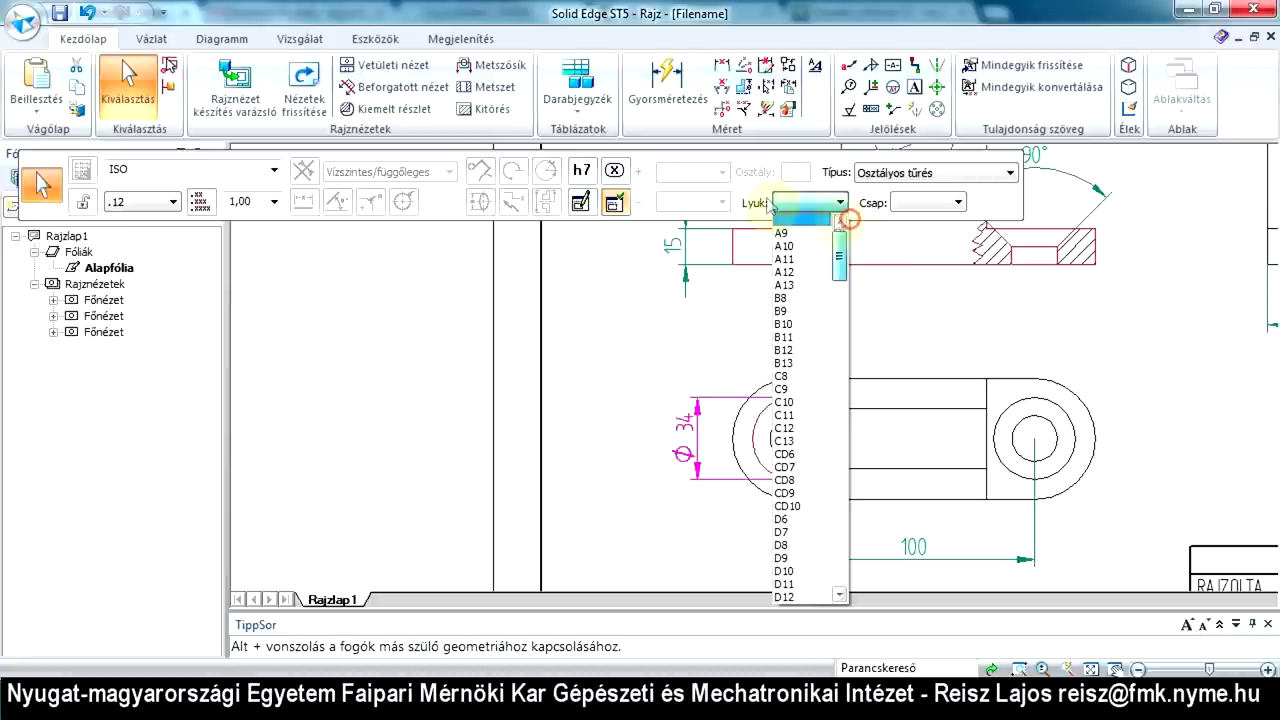 Solid Edge ST5 - Rajz - [Filename]
Kezdőlap
Vázlat
Diagramm
Vizsgálat
Eszközök
Megjelenítés
Beillesztés
Kiválasztás
Rajznézet
készítés varázsló
Nézetek
frissítése
Vetületi nézet
Beforgatott nézet
Kiemelt részlet
Metszősík
Metszet
Kitörés
Darabjegyzék
Gyorsméretezés
Mindegyik frissítése
Mindegyik konvertálása
Ablakváltás
Vágólap
Kiválasztás
Rajznézetek
Táblázatok
Méret
Jelölések
Tulajdonság szöveg
Élek
Ablak
ISO
Vízszintes/függőleges
h7
(x)
Osztály:
Típus:
Osztályos tűrés
.12
1,00
Lyuk:
Csap:
Rajzlap1
Fóliák
Alapfólia
Rajznézetek
Főnézet
Főnézet
Főnézet
A9
A10
A11
A12
A13
B8
B9
B10
B11
B12
B13
C8
C9
C10
C11
C12
C13
CD6
CD7
CD8
CD9
CD10
D6
D7
D8
D9
D10
D11
D12
90°
15
Ø 34
100
RAJZOLTA
Rajzlap1
TippSor
Alt + vonszolás a fogók más szülő geometriához kapcsolásához.
Parancskereső
Nyugat-magyarországi Egyetem Faipari Mérnöki Kar Gépészeti és Mechatronikai Intézet - Reisz Lajos reisz@fmk.nyme.hu